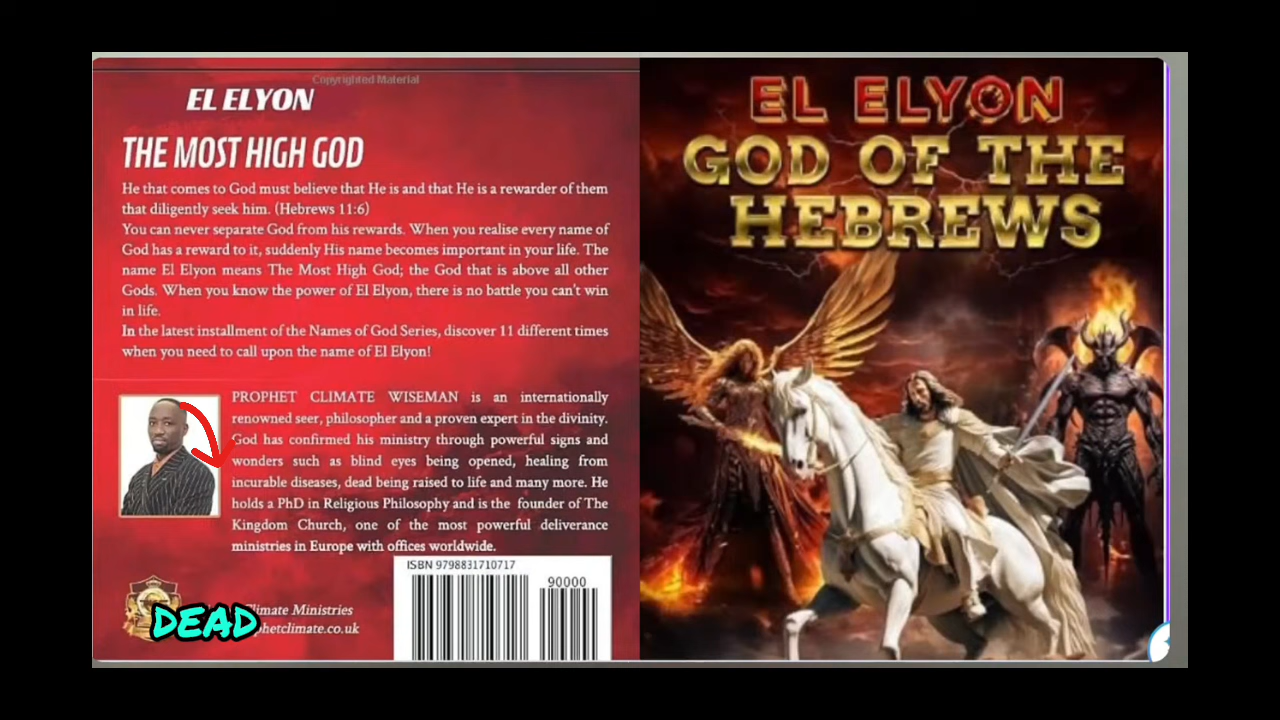 Copyrighted Material
EL ELYON
THE MOST HIGH GOD
He that comes to God must believe that He is and that He is a rewarder of them
that diligently seek him. (Hebrews 11:6)
You can never separate God from his rewards. When you realise every name of
God has a reward to it, suddenly His name becomes important in your life. The
name El Elyon means The Most High God; the God that is above all other
Gods. When you know the power of El Elyon, there is no battle you can't win
in life.
In the latest installment of the Names of God Series, discover 11 different times
when you need to call upon the name of El Elyon!
PROPHET CLIMATE WISEMAN is an internationally
renowned seer, philosopher and a proven expert in the divinity.
God has confirmed his ministry through powerful signs and
wonders such as blind eyes being opened, healing from
incurable diseases, dead being raised to life and many more. He
holds a PhD in Religious Philosophy and is the founder of The
Kingdom Church, one of the most powerful deliverance
ministries in Europe with offices worldwide.
ISBN 9798831710717
90000
Climate Ministries
phetclimate.co.uk
DEAD
EL ELYON
GOD OF THE
HEBREWS